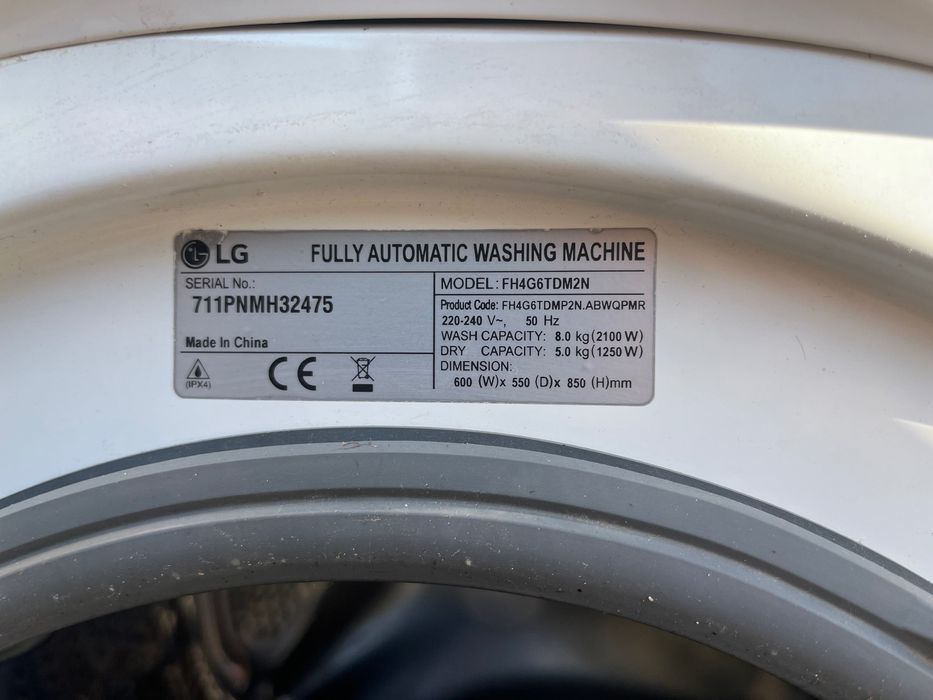 LG FULLY AUTOMATIC WASHING MACHINE
SERIAL No.:
711PNMH32475
Made In China
(IPX4)
CE
MODEL: FH4G6TDM2N
Product Code: FH4G6TDMP2N.ABWQPMR
220-240 V~, 50 Hz
WASH CAPACITY: 8.0 kg(2100 W)
DRY CAPACITY: 5.0 kg(1250 W)
DIMENSION:
600 (W)x 550 (D)x 850 (H)mm